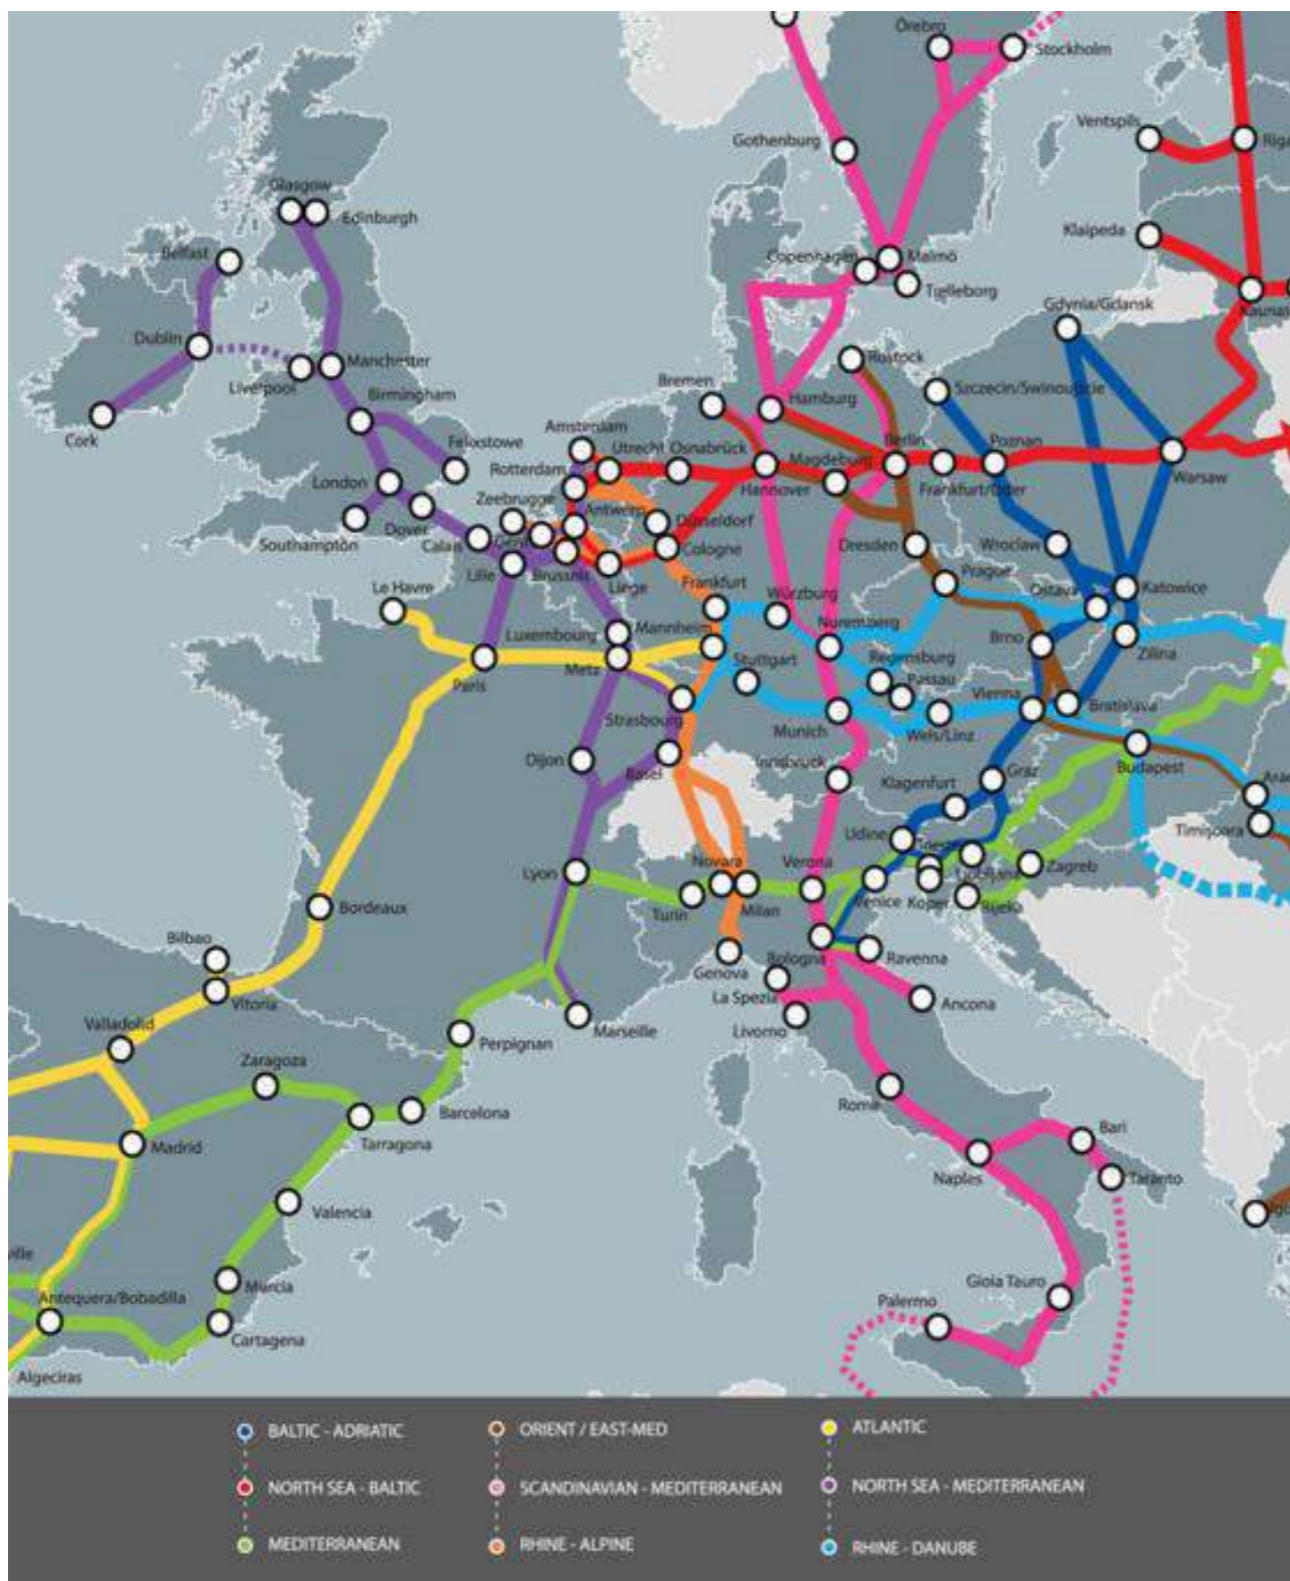 Örebro
Stockholm
Ventspils
Gothenburg
Glasgow
Edinburgh
Klaipeda
Belfast
Copenhagen
Malmö
Trelleborg
Gdynia/Gdansk
Kaunas
Dublin
Manchester
Liverpool
Rostock
Szczecin/Swinoujscie
Bremen
Birmingham
Hamburg
Cork
Felixstowe
Amsterdam
Utrecht
Osnabrück
Berlin
Poznan
Rotterdam
Magdeburg
London
Hannover
Frankfurt/Oder
Warsaw
Zeebrugge
Antwerp
Düsseldorf
Southampton
Dover
Calais
Cologne
Dresden
Wroclaw
Lille
Brussels
Liege
Frankfurt
Prague
Le Havre
Würzburg
Ostava
Katowice
Luxembourg
Mannheim
Nuremberg
Brno
Zilina
Metz
Stuttgart
Regensburg
Paris
Passau
Vienna
Bratislava
Strasbourg
Munich
Wels/Linz
Dijon
Basel
Innsbruck
Klagenfurt
Graz
Budapest
Udine
Timişoara
Lyon
Novara
Verona
Ljubljana
Zagreb
Turin
Milan
Venice
Koper
Rijeka
Bordeaux
Bilbao
Bologna
Ravenna
Genova
Vitoria
La Spezia
Ancona
Valladolid
Marseille
Livorno
Perpignan
Zaragoza
Roma
Barcelona
Tarragona
Bari
Madrid
Naples
Taranto
Valencia
ville
Murcia
Gioia Tauro
Antequera/Bobadilla
Palermo
Cartagena
Algeciras
BALTIC - ADRIATIC
ORIENT / EAST-MED
ATLANTIC
NORTH SEA - BALTIC
SCANDINAVIAN - MEDITERRANEAN
NORTH SEA - MEDITERRANEAN
MEDITERRANEAN
RHINE - ALPINE
RHINE - DANUBE